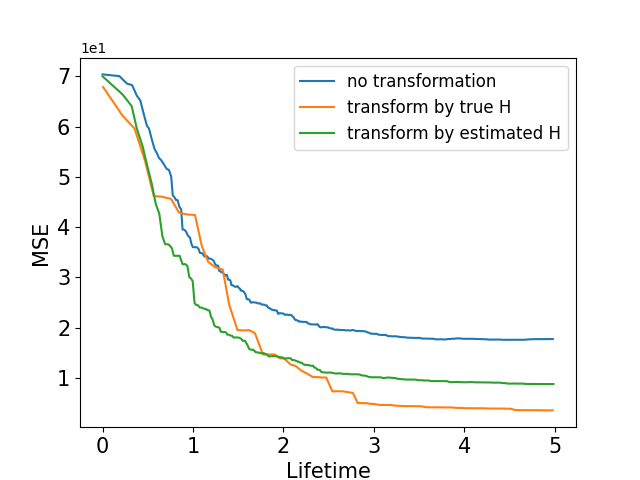 1e1
no transformation
transform by true H
transform by estimated H
7
6
5
4
3
2
1
MSE
0 1 2 3 4 5
Lifetime